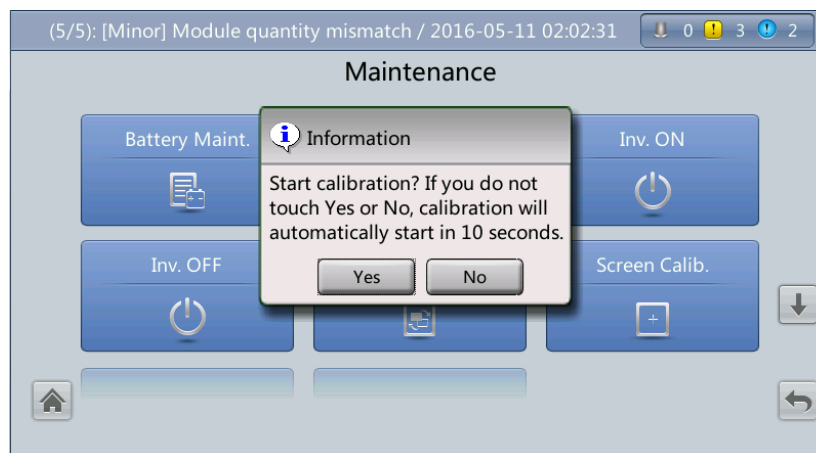 (5/5): [Minor] Module quantity mismatch / 2016-05-11 02:02:31 0 3 2
Maintenance
Battery Maint.
Information
Inv. ON
Start calibration? If you do not
touch Yes or No, calibration will
automatically start in 10 seconds.
Yes No
Inv. OFF
Screen Calib.